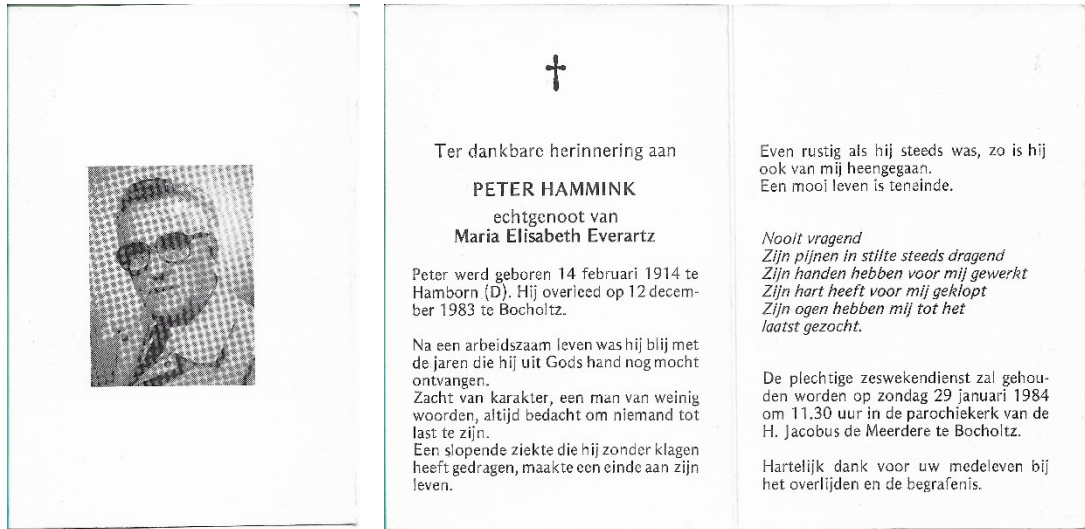 Ter dankbare herinnering aan
PETER HAMMINK
echtgenoot van
Maria Elisabeth Everartz
Peter werd geboren 14 februari 1914 te
Hamborn (D). Hij overleed op 12 decem-
ber 1983 te Bocholtz.
Na een arbeidszaam leven was hij blij met
de jaren die hij uit Gods hand nog mocht
ontvangen.
Zacht van karakter, een man van weinig
woorden, altijd bedacht om niemand tot
last te zijn.
Een slopende ziekte die hij zonder klagen
heeft gedragen, maakte een einde aan zijn
leven.
Even rustig als hij steeds was, zo is hij
ook van mij heengegaan.
Een mooi leven is teneinde.
Nooit vragend
Zijn pijnen in stilte steeds dragend
Zijn handen hebben voor mij gewerkt
Zijn hart heeft voor mij geklopt
Zijn ogen hebben mij tot het
laatst gezocht.
De plechtige zeswekendienst zal gehou-
den worden op zondag 29 januari 1984
om 11.30 uur in de parochiekerk van de
H. Jacobus de Meerdere te Bocholtz.
Hartelijk dank voor uw medeleven bij
het overlijden en de begrafenis.